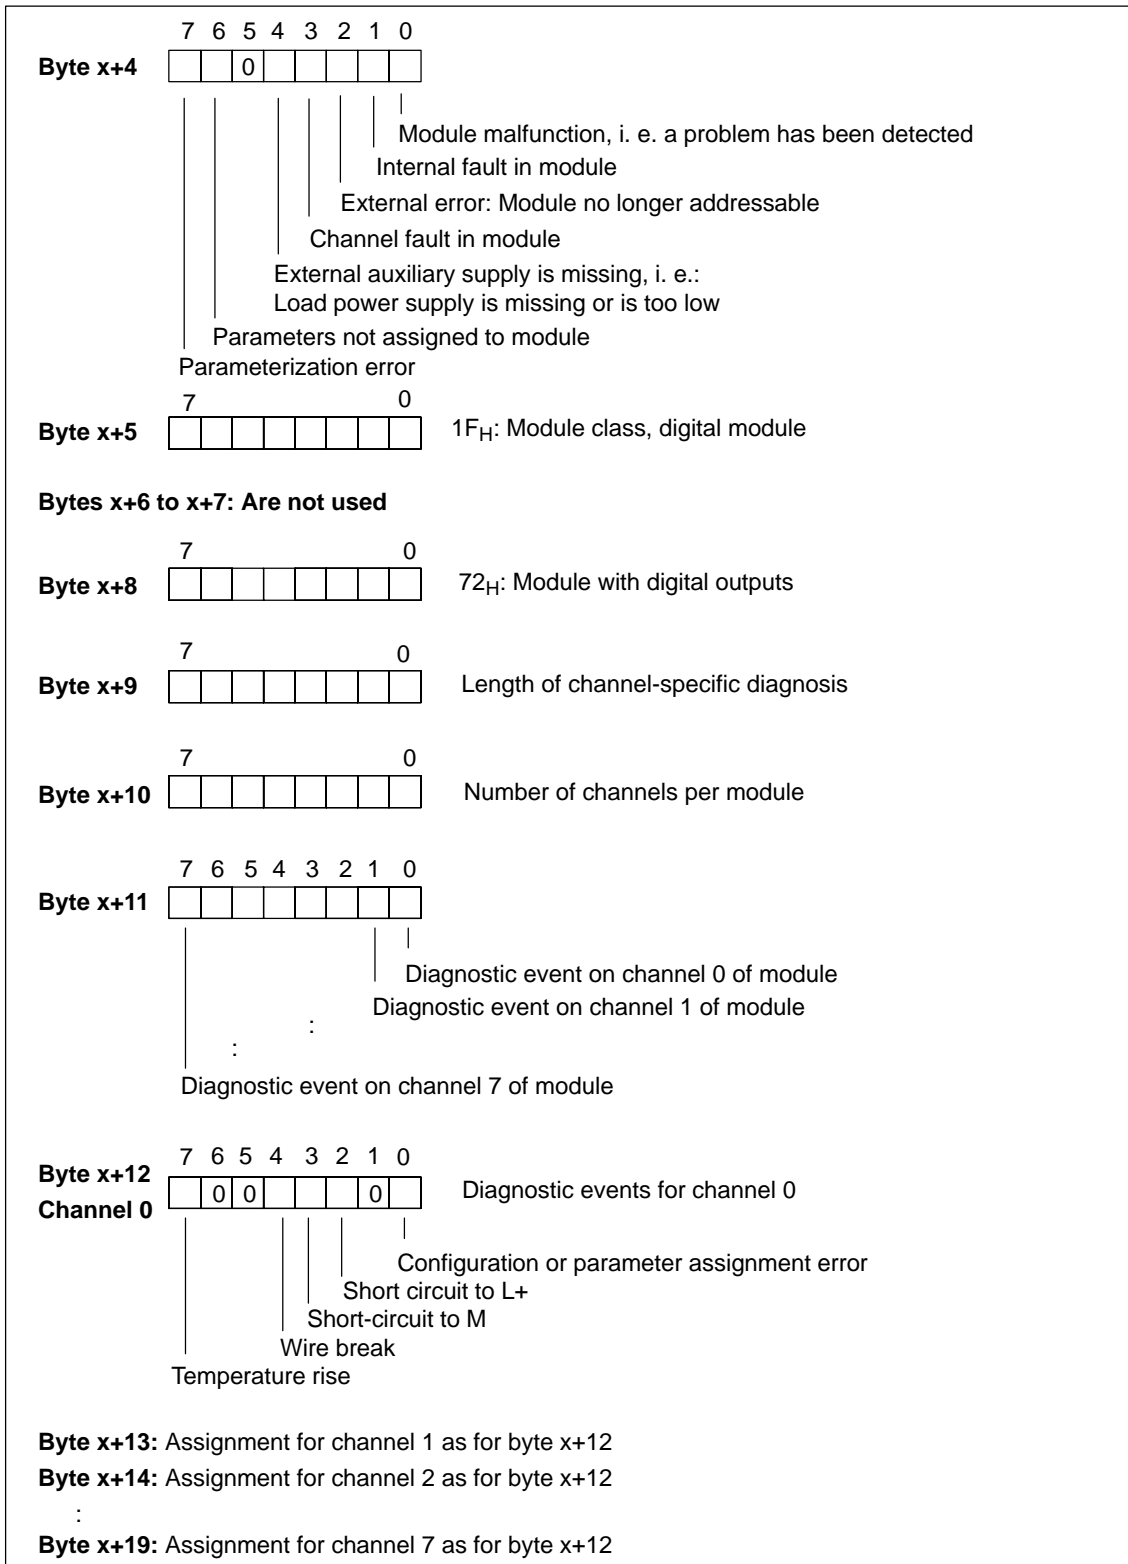 7 6 5 4 3 2 1 0
Byte x+4 0
Module malfunction, i. e. a problem has been detected
Internal fault in module
External error: Module no longer addressable
Channel fault in module
External auxiliary supply is missing, i. e.:
Load power supply is missing or is too low
Parameters not assigned to module
Parameterization error
7 0
Byte x+5 1FH: Module class, digital module
Bytes x+6 to x+7: Are not used
7 0
Byte x+8 72H: Module with digital outputs
7 0
Byte x+9 Length of channel-specific diagnosis
7 0
Byte x+10 Number of channels per module
7 6 5 4 3 2 1 0
Byte x+11
Diagnostic event on channel 0 of module
Diagnostic event on channel 1 of module
:
:
Diagnostic event on channel 7 of module
7 6 5 4 3 2 1 0
Byte x+12
Channel 0 0 0 0 Diagnostic events for channel 0
Configuration or parameter assignment error
Short circuit to L+
Short-circuit to M
Wire break
Temperature rise
Byte x+13: Assignment for channel 1 as for byte x+12
Byte x+14: Assignment for channel 2 as for byte x+12
:
Byte x+19: Assignment for channel 7 as for byte x+12